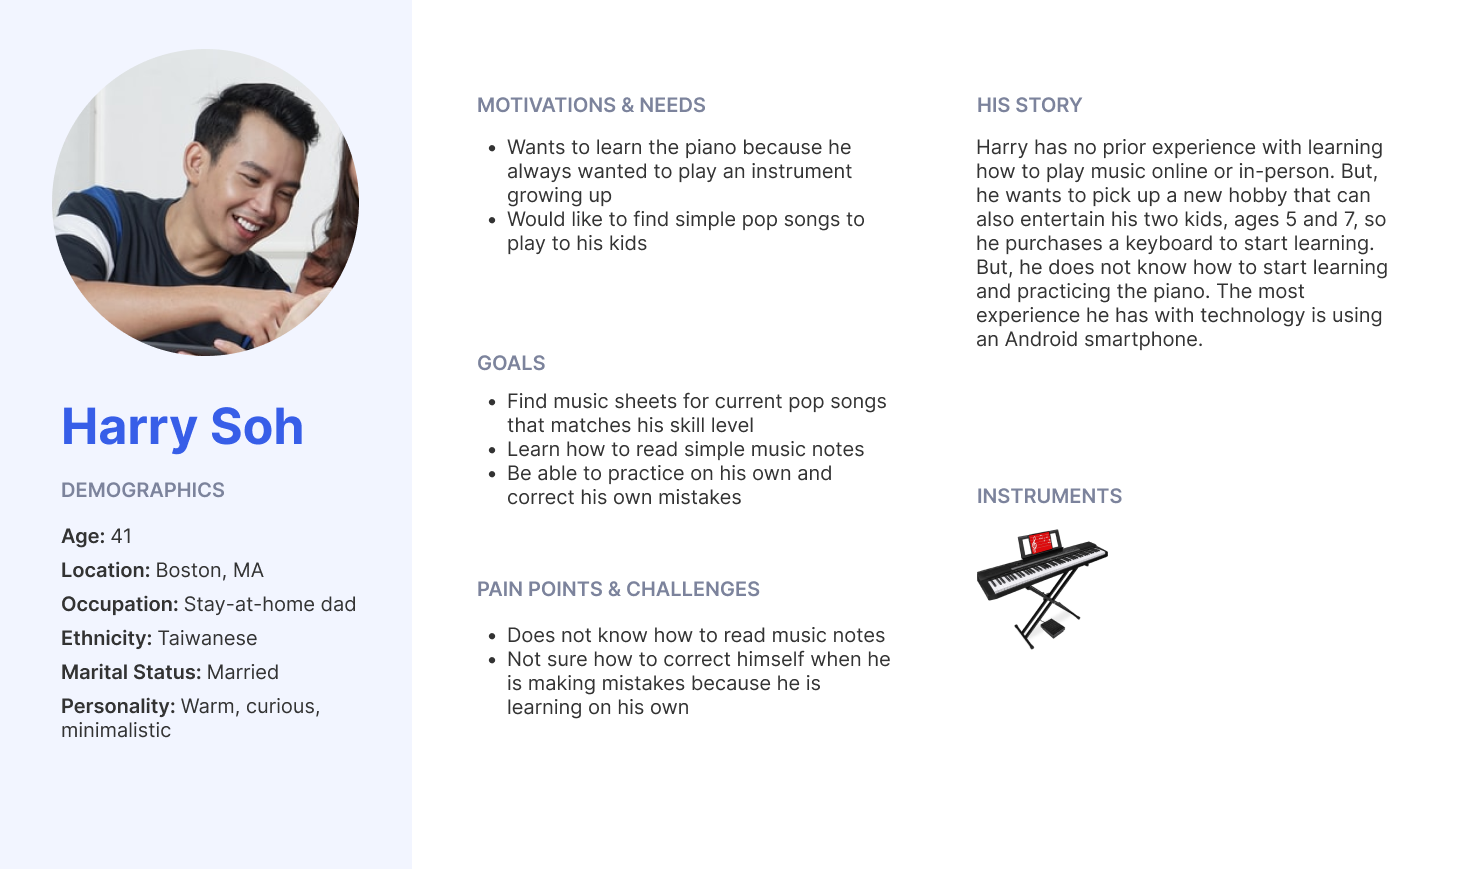 Harry Soh
DEMOGRAPHICS
Age: 41
Location: Boston, MA
Occupation: Stay-at-home dad
Ethnicity: Taiwanese
Marital Status: Married
Personality: Warm, curious,
minimalistic
MOTIVATIONS & NEEDS
• Wants to learn the piano because he
always wanted to play an instrument
growing up
• Would like to find simple pop songs to
play to his kids
GOALS
• Find music sheets for current pop songs
that matches his skill level
• Learn how to read simple music notes
• Be able to practice on his own and
correct his own mistakes
PAIN POINTS & CHALLENGES
• Does not know how to read music notes
• Not sure how to correct himself when he
is making mistakes because he is
learning on his own
HIS STORY
Harry has no prior experience with learning
how to play music online or in-person. But,
he wants to pick up a new hobby that can
also entertain his two kids, ages 5 and 7, so
he purchases a keyboard to start learning.
But, he does not know how to start learning
and practicing the piano. The most
experience he has with technology is using
an Android smartphone.
INSTRUMENTS